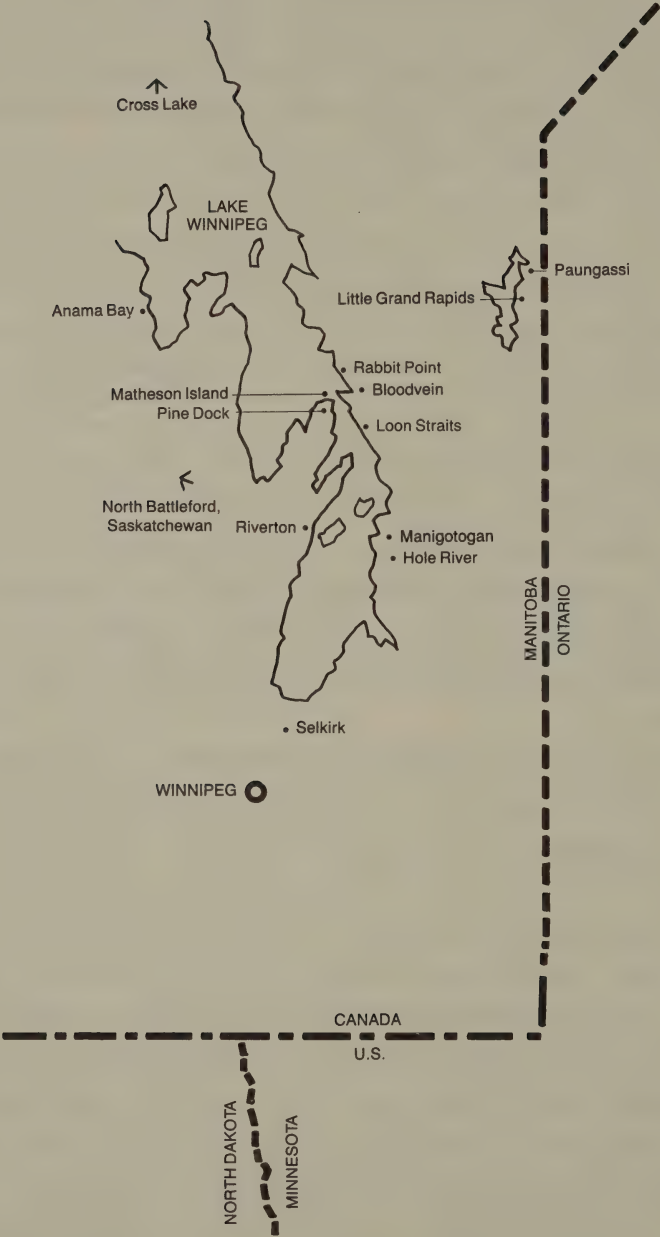 Cross Lake
LAKE
WINNIPEG
Paungassi
Little Grand Rapids
Anama Bay
Rabbit Point
Bloodvein
Matheson Island
Pine Dock
Loon Straits
North Battleford,
Saskatchewan
Riverton
Manigotogan
Hole River
MANITOBA
ONTARIO
Selkirk
WINNIPEG
CANADA
U.S.
NORTH DAKOTA
MINNESOTA